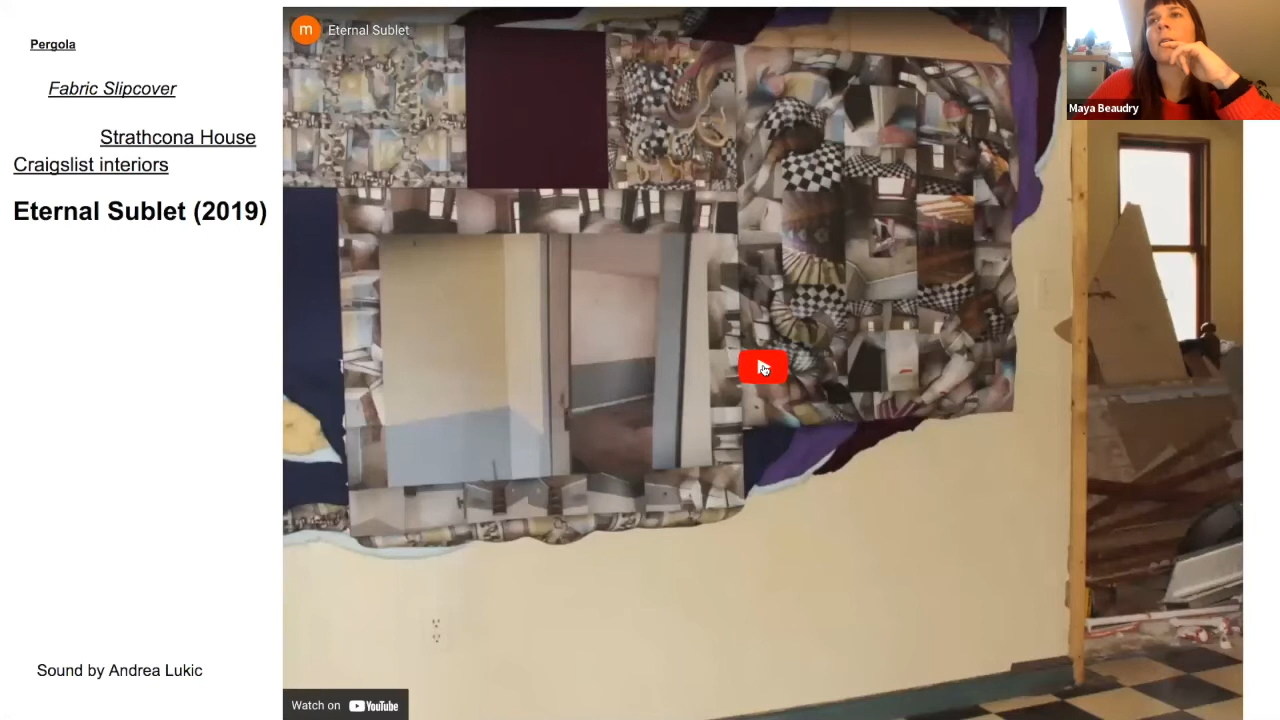 Pergola
Fabric Slipcover
Strathcona House
Craigslist interiors
Eternal Sublet (2019)
Sound by Andrea Lukic
m
Eternal Sublet
Watch on YouTube
Maya Beaudry